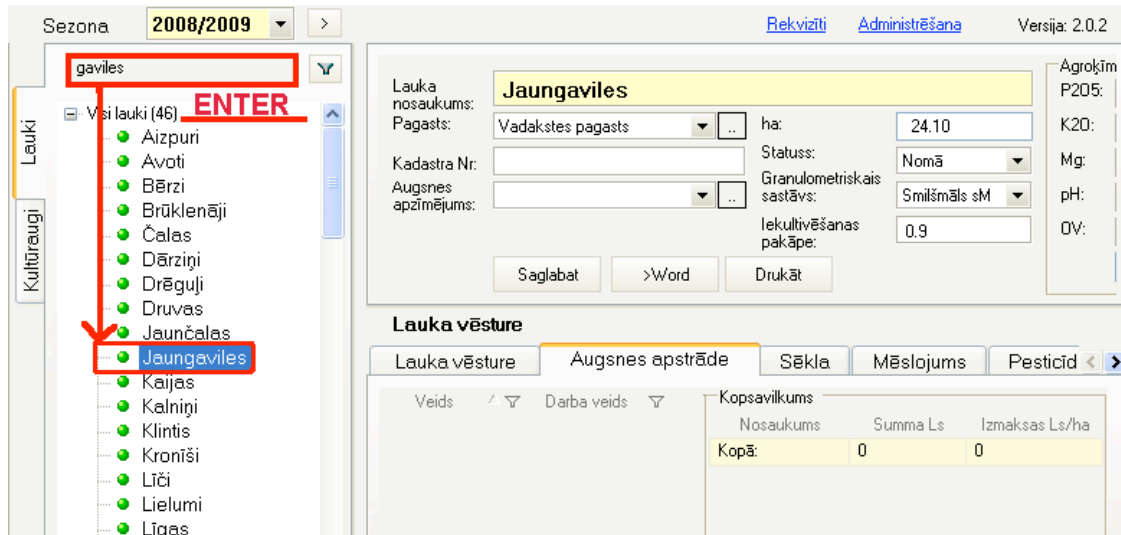 Sezona 2008/2009 > Rekvizīti Administrēšana Versija: 2.0.2
gaviles
ENTER
Lauki
Kultūraugi
Visi lauki (46)
Aizpuri
Avoti
Bērzi
Brūklenāji
Čalas
Dārziņi
Drēguļi
Druvas
Jaunčalas
Jaungaviles
Kaijas
Kalniņi
Klintis
Kronīši
Līči
Lielumi
Līgas
Lauka nosaukums: Jaungaviles
Pagasts: Vadakstes pagasts ..
Kadastra Nr:
Augsnes apzīmējums: ..
ha: 24.10
Statuss: Nomā
Granulometriskais sastāvs: Smilšmāls sM
Iekultivēšanas pakāpe: 0.9
Saglabat >Word Drukāt
Agroķīm
P2O5:
K2O:
Mg:
pH:
OV:
Lauka vēsture
Lauka vēsture Augsnes apstrāde Sēkla Mēslojums Pesticīd
Veids Darba veids
Kopsavilkums
Nosaukums Summa Ls Izmaksas Ls/ha
Kopā: 0 0